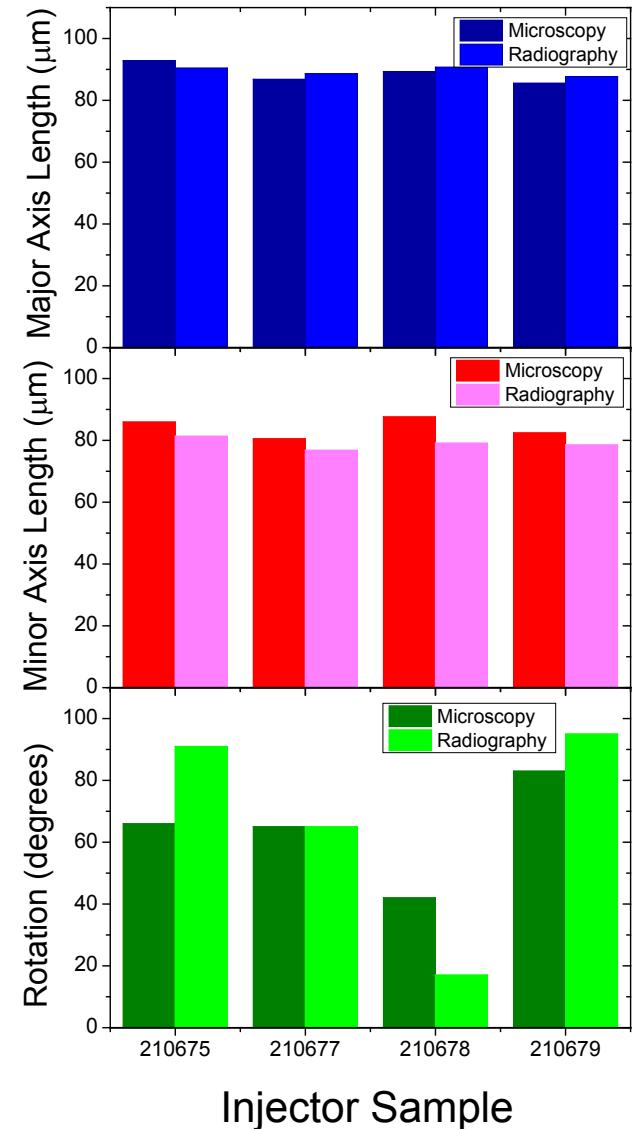 Major Axis Length (μm)
100
80
60
40
20
0
Microscopy
Radiography
Minor Axis Length (μm)
100
80
60
40
20
0
Microscopy
Radiography
Rotation (degrees)
100
80
60
40
20
0
Microscopy
Radiography
210675 210677 210678 210679
Injector Sample